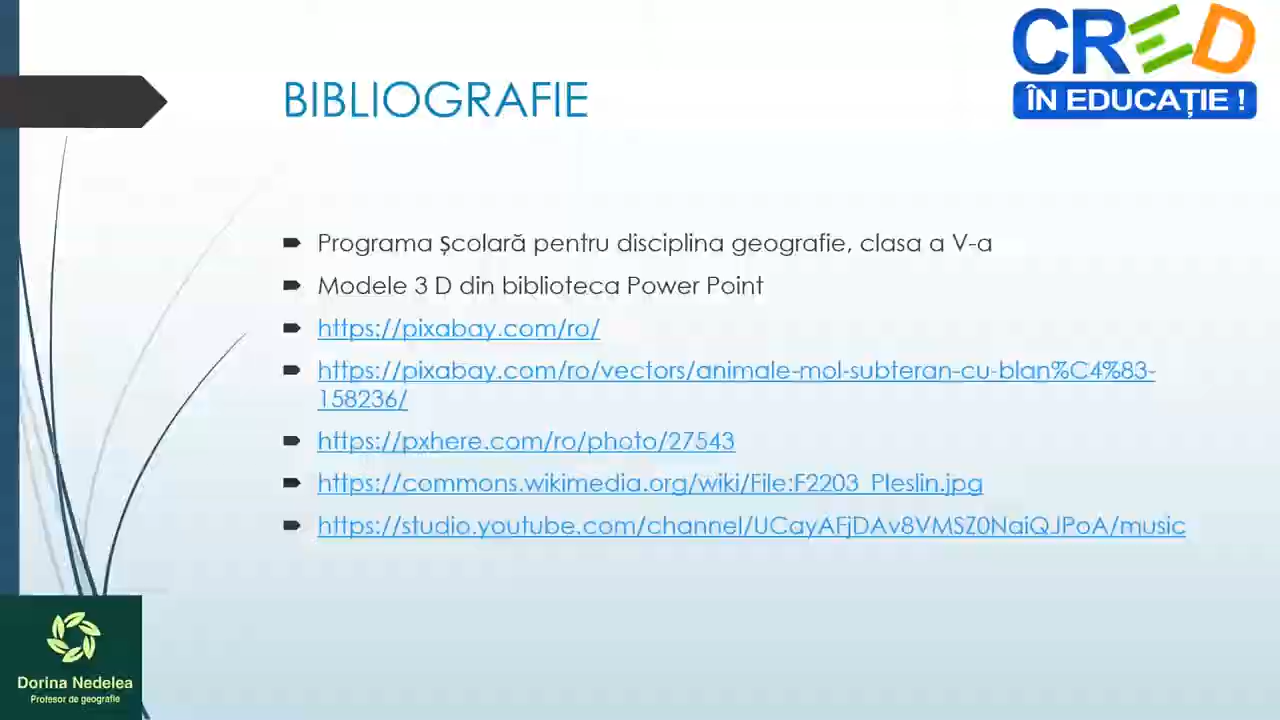 CRED
ÎN EDUCAȚIE !
BIBLIOGRAFIE
Programa școlară pentru disciplina geografie, clasa a V-a
Modele 3 D din biblioteca Power Point
https://pixabay.com/ro/
https://pixabay.com/ro/vectors/animale-mol-subteran-cu-blan%C4%83-
158236/
https://pxhere.com/ro/photo/27543
https://commons.wikimedia.org/wiki/File:F2203_Pleslin.jpg
https://studio.youtube.com/channel/UCayAFjDAv8VMSZ0NaiQJPoA/music
Dorina Nedelea
Profesor de geografie